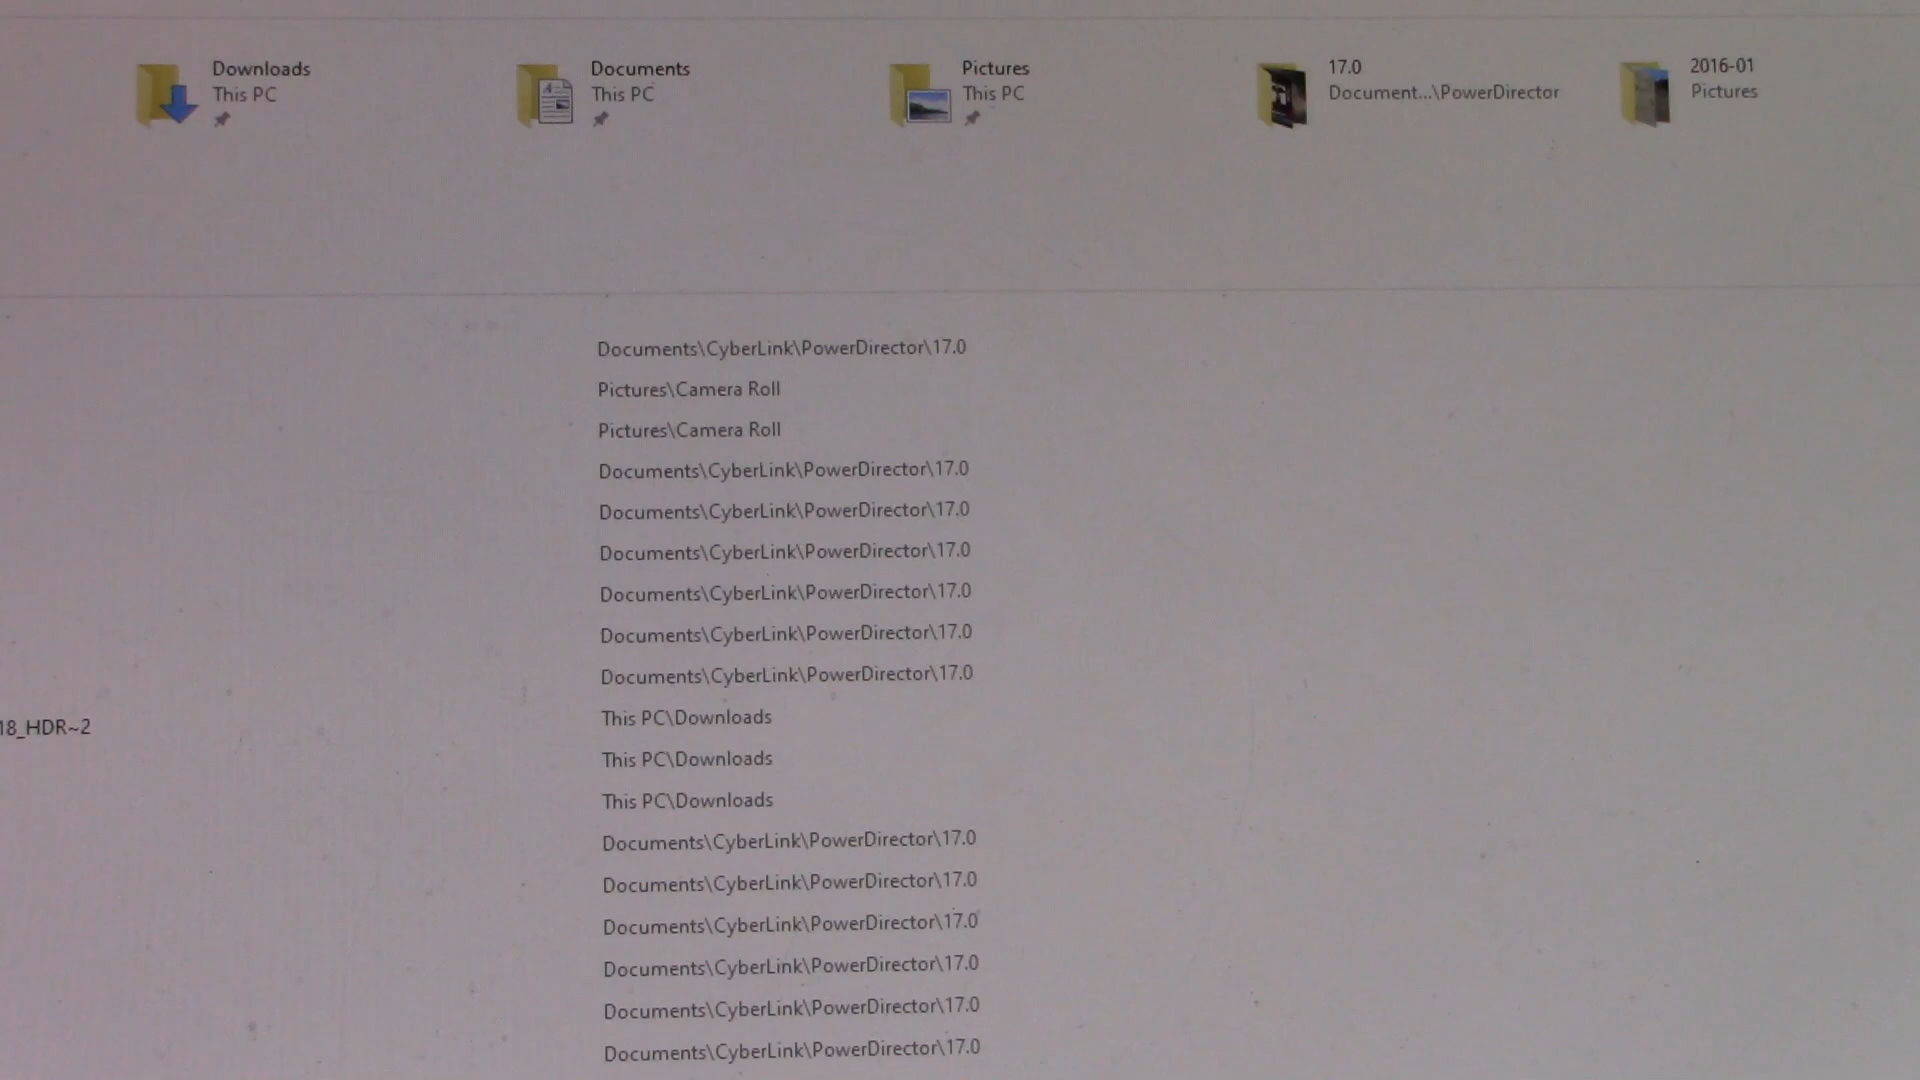 Downloads
This PC
Documents
This PC
Pictures
This PC
17.0
Document...\PowerDirector
2016-01
Pictures
Documents\CyberLink\PowerDirector\17.0
Pictures\Camera Roll
Pictures\Camera Roll
Documents\CyberLink\PowerDirector\17.0
Documents\CyberLink\PowerDirector\17.0
Documents\CyberLink\PowerDirector\17.0
Documents\CyberLink\PowerDirector\17.0
Documents\CyberLink\PowerDirector\17.0
Documents\CyberLink\PowerDirector\17.0
18_HDR~2 This PC\Downloads
This PC\Downloads
This PC\Downloads
Documents\CyberLink\PowerDirector\17.0
Documents\CyberLink\PowerDirector\17.0
Documents\CyberLink\PowerDirector\17.0
Documents\CyberLink\PowerDirector\17.0
Documents\CyberLink\PowerDirector\17.0
Documents\CyberLink\PowerDirector\17.0